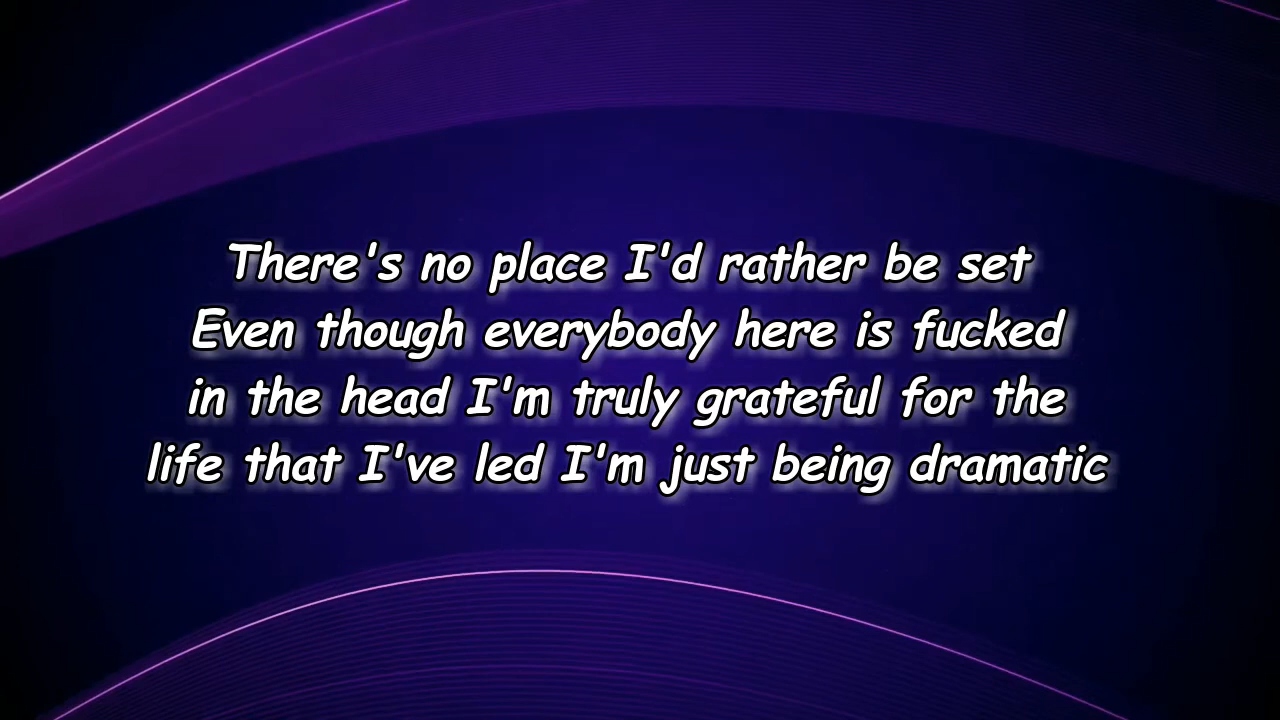 There's no place I'd rather be set
Even though everybody here is fucked
in the head I'm truly grateful for the
life that I've led I'm just being dramatic